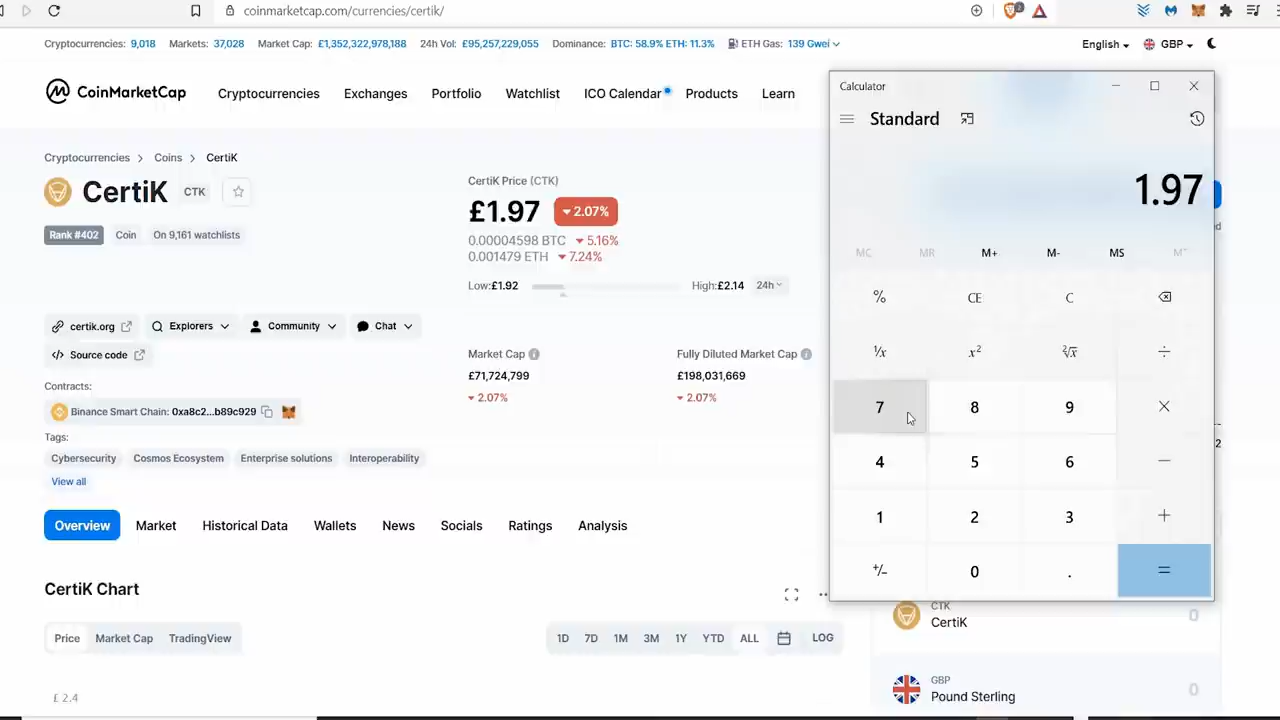 coinmarketcap.com/currencies/certik/
Cryptocurrencies: 9,018 Markets: 37,028 Market Cap: £1,352,322,978,188 24h Vol: £95,257,229,055 Dominance: BTC: 58.9% ETH: 11.3% ETH Gas: 139 Gwei English GBP
CoinMarketCap Cryptocurrencies Exchanges Portfolio Watchlist ICO Calendar Products Learn
Cryptocurrencies > Coins > CertiK
CertiK CTK
Rank #402 Coin On 9,161 watchlists
CertiK Price (CTK)
£1.97 2.07%
0.00004598 BTC 5.16%
0.001479 ETH 7.24%
Low:£1.92 High:£2.14 24h
certik.org Explorers Community Chat
Source code
Contracts:
Binance Smart Chain: 0xa8c2...b89c929
Tags:
Cybersecurity Cosmos Ecosystem Enterprise solutions Interoperability
View all
Market Cap
£71,724,799
2.07%
Fully Diluted Market Cap
£198,031,669
2.07%
Overview Market Historical Data Wallets News Socials Ratings Analysis
CertiK Chart
Price Market Cap TradingView 1D 7D 1M 3M 1Y YTD ALL LOG
£ 2.4
Calculator
Standard
1.97
MC MR M+ M- MS M˅
% CE C
¹/x x² ²√x ÷
7 8 9 ×
4 5 6 −
1 2 3 +
+/− 0 . =
CTK
CertiK 0
GBP
Pound Sterling 0